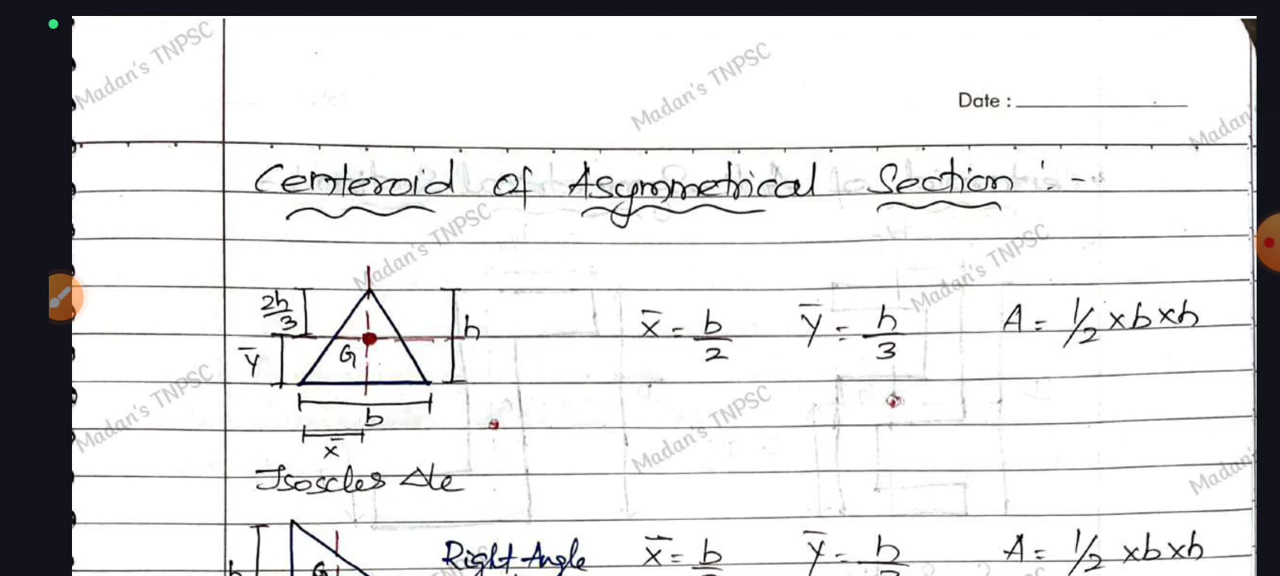 Madan's TNPSC
Madan's TNPSC
Date :
Madan's
Centeroid of Asymmetrical Section :-
Madan's TNPSC
Madan's TNPSC
2h/3
h
x̄ = b/2
ȳ = h/3
A = 1/2 × b × h
ȳ
G
b
x̄
Madan's TNPSC
Madan's TNPSC
Madan's
Isoscles Δle
h
G
Right Angle
x̄ = b
ȳ = h
A = 1/2 × b × h